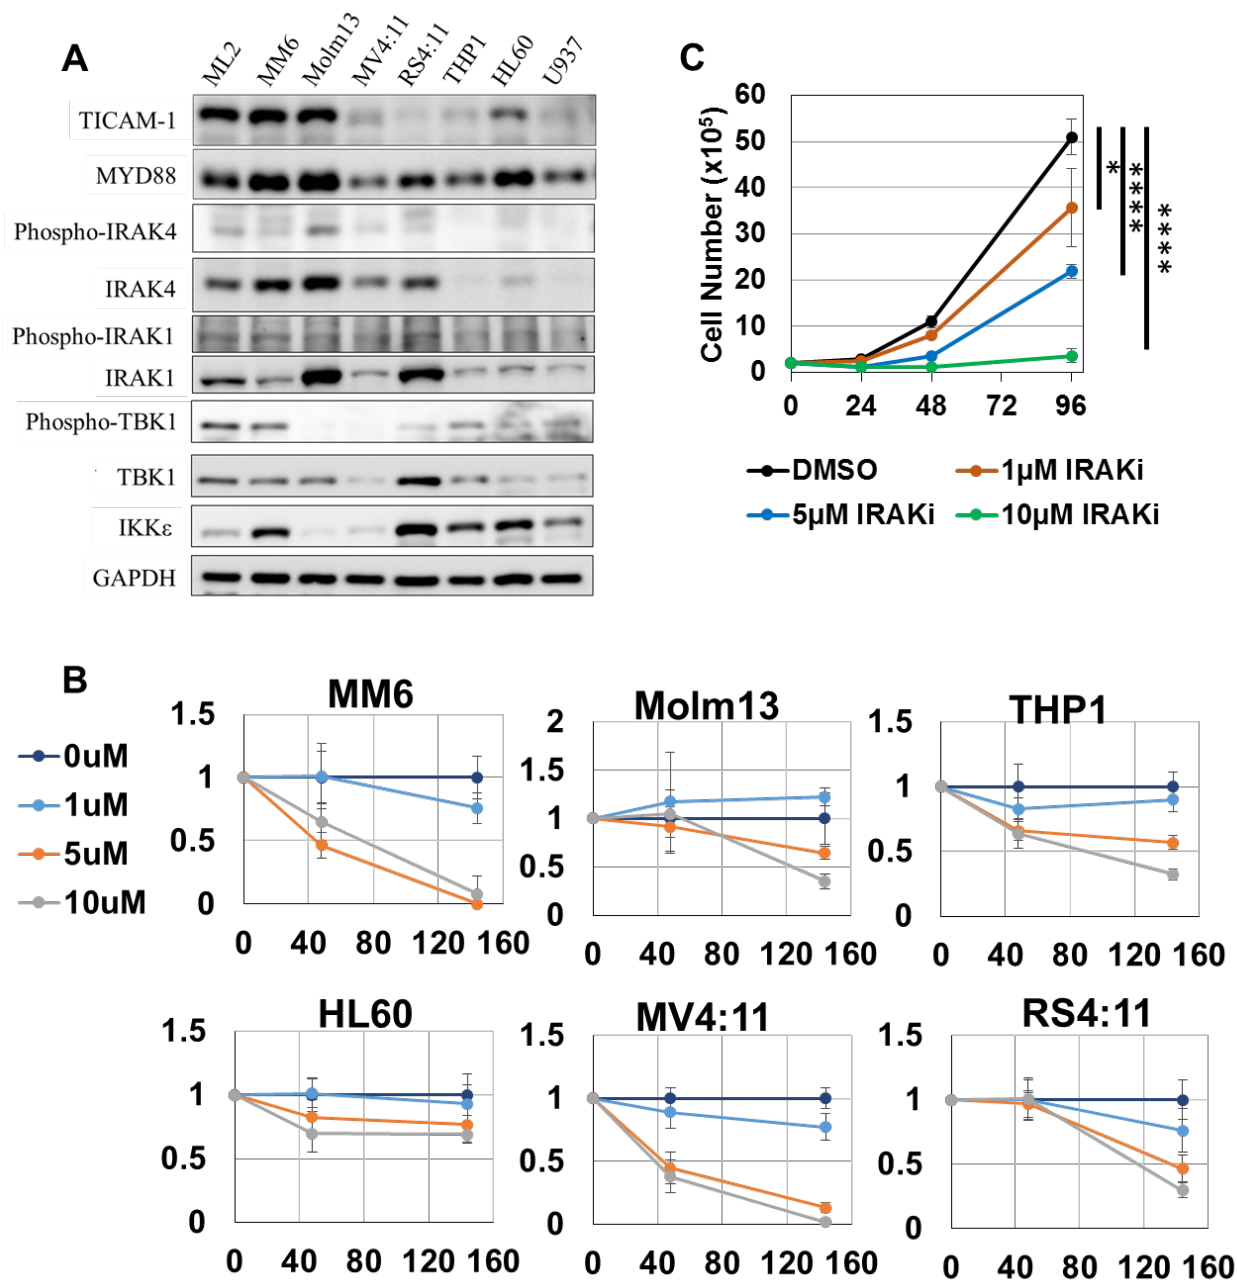 A
ML2 MM6 Molm13 MV4:11 RS4:11 THP1 HL60 U937
TICAM-1
MYD88
Phospho-IRAK4
IRAK4
Phospho-IRAK1
IRAK1
Phospho-TBK1
TBK1
IKKε
GAPDH
C
Cell Number (x10⁵)
60
50
40
30
20
10
0
0 24 48 72 96
*
****
****
DMSO 1µM IRAKi
5µM IRAKi 10µM IRAKi
B
0uM
1uM
5uM
10uM
MM6
1.5
1
0.5
0
0 40 80 120 160
Molm13
2
1.5
1
0.5
0
0 40 80 120 160
THP1
1.5
1
0.5
0
0 40 80 120 160
HL60
1.5
1
0.5
0
0 40 80 120 160
MV4:11
1.5
1
0.5
0
0 40 80 120 160
RS4:11
1.5
1
0.5
0
0 40 80 120 160